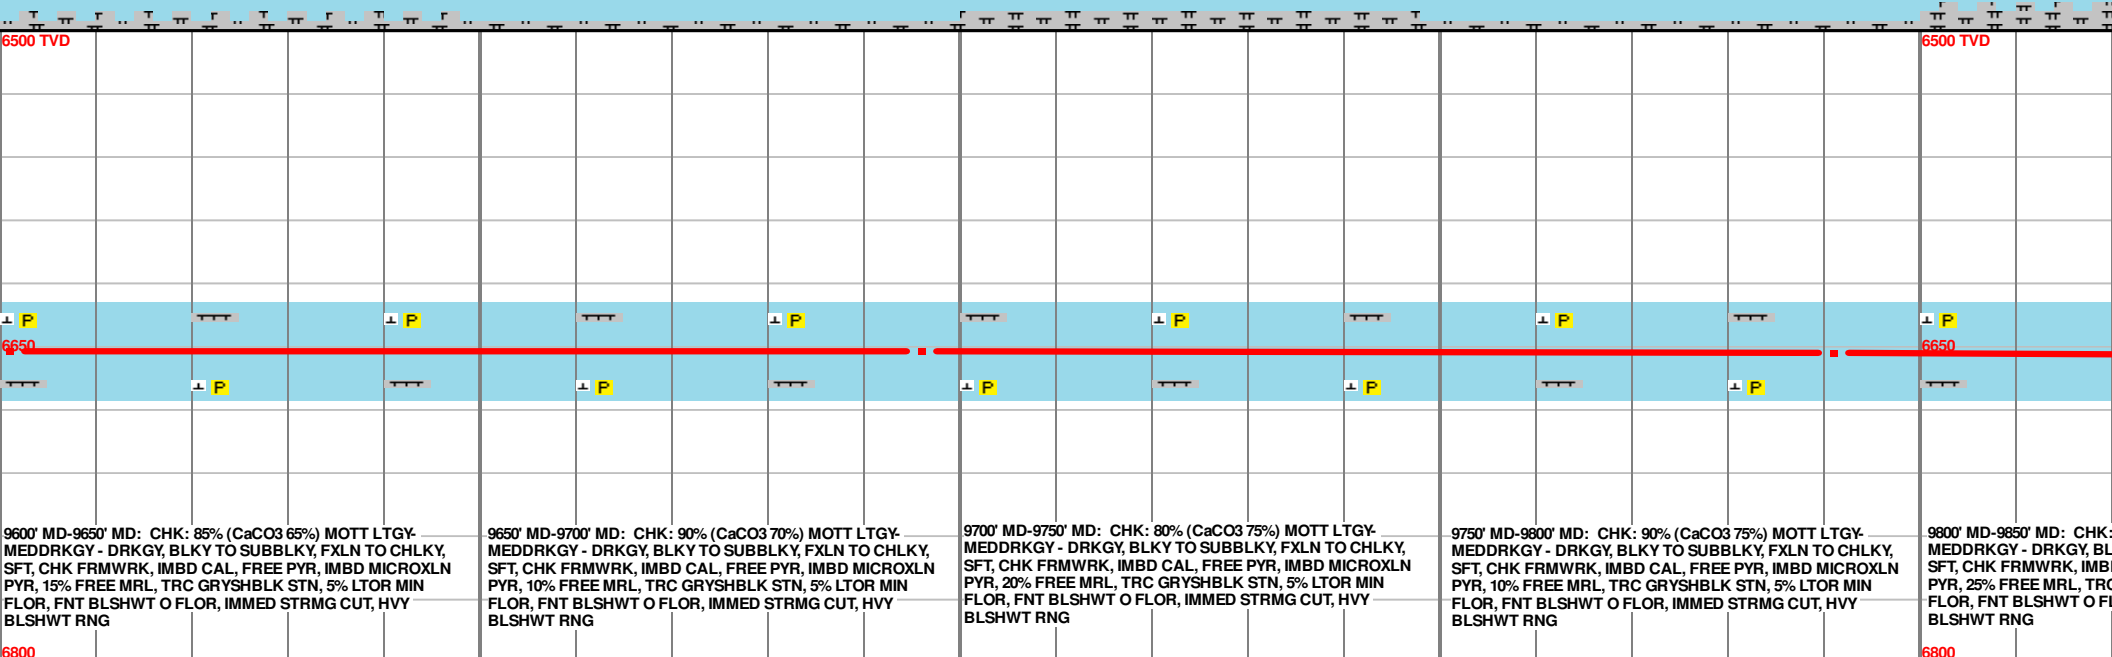 6500 TVD
6500 TVD
P
P
P
P
P
P
6650
6650
P
P
P
P
P
9600' MD-9650' MD:  CHK: 85% (CaCO3 65%) MOTT LTGY-
MEDDRKGY - DRKGY, BLKY TO SUBBLKY, FXLN TO CHLKY,
SFT, CHK FRMWRK, IMBD CAL, FREE PYR, IMBD MICROXLN
PYR, 15% FREE MRL, TRC GRYSHBLK STN, 5% LTOR MIN
FLOR, FNT BLSHWT O FLOR, IMMED STRMG CUT, HVY
BLSHWT RNG
9650' MD-9700' MD:  CHK: 90% (CaCO3 70%) MOTT LTGY-
MEDDRKGY - DRKGY, BLKY TO SUBBLKY, FXLN TO CHLKY,
SFT, CHK FRMWRK, IMBD CAL, FREE PYR, IMBD MICROXLN
PYR, 10% FREE MRL, TRC GRYSHBLK STN, 5% LTOR MIN
FLOR, FNT BLSHWT O FLOR, IMMED STRMG CUT, HVY
BLSHWT RNG
9700' MD-9750' MD:  CHK: 80% (CaCO3 75%) MOTT LTGY-
MEDDRKGY - DRKGY, BLKY TO SUBBLKY, FXLN TO CHLKY,
SFT, CHK FRMWRK, IMBD CAL, FREE PYR, IMBD MICROXLN
PYR, 20% FREE MRL, TRC GRYSHBLK STN, 5% LTOR MIN
FLOR, FNT BLSHWT O FLOR, IMMED STRMG CUT, HVY
BLSHWT RNG
9750' MD-9800' MD:  CHK: 90% (CaCO3 75%) MOTT LTGY-
MEDDRKGY - DRKGY, BLKY TO SUBBLKY, FXLN TO CHLKY,
SFT, CHK FRMWRK, IMBD CAL, FREE PYR, IMBD MICROXLN
PYR, 10% FREE MRL, TRC GRYSHBLK STN, 5% LTOR MIN
FLOR, FNT BLSHWT O FLOR, IMMED STRMG CUT, HVY
BLSHWT RNG
9800' MD-9850' MD:  CHK:
MEDDRKGY - DRKGY, BL
SFT, CHK FRMWRK, IMB
PYR, 25% FREE MRL, TRC
FLOR, FNT BLSHWT O FL
BLSHWT RNG
6800
6800